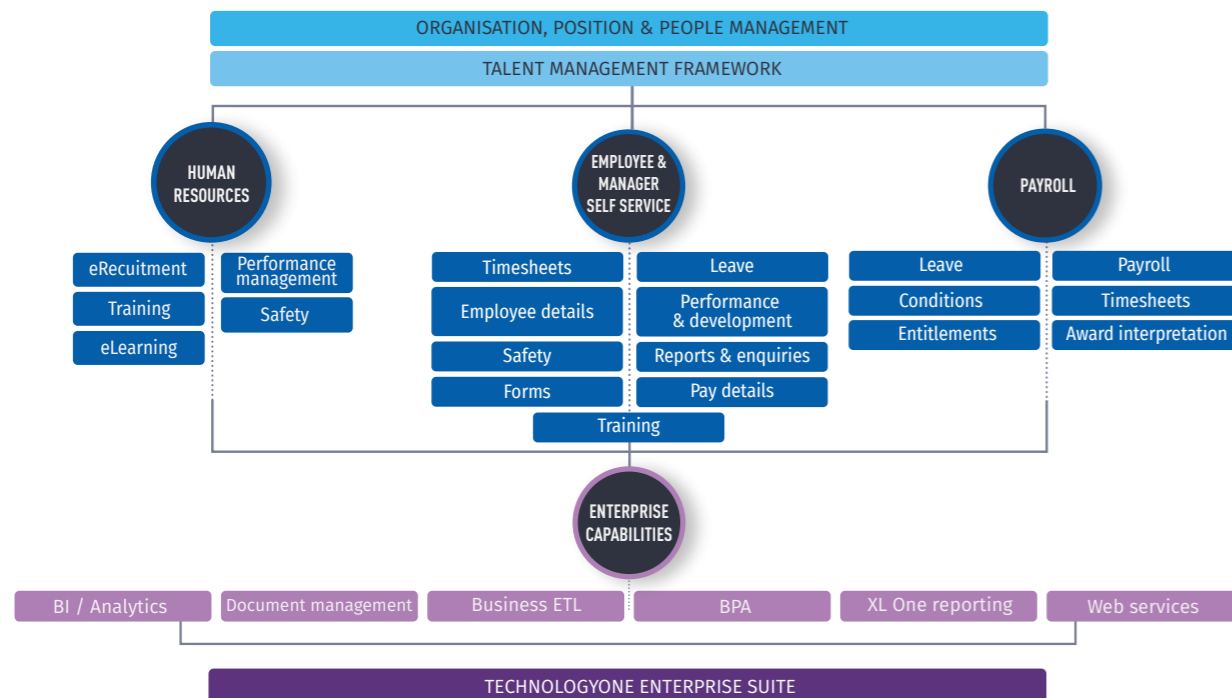 ORGANISATION, POSITION & PEOPLE MANAGEMENT
TALENT MANAGEMENT FRAMEWORK
HUMAN
RESOURCES
EMPLOYEE &
MANAGER
SELF SERVICE
PAYROLL
eRecuitment
Training
eLearning
Performance
management
Safety
Timesheets
Employee details
Safety
Forms
Leave
Performance
& development
Reports & enquiries
Pay details
Training
Leave
Conditions
Entitlements
Payroll
Timesheets
Award interpretation
ENTERPRISE
CAPABILITIES
BI / Analytics
Document management
Business ETL
BPA
XL One reporting
Web services
TECHNOLOGYONE ENTERPRISE SUITE